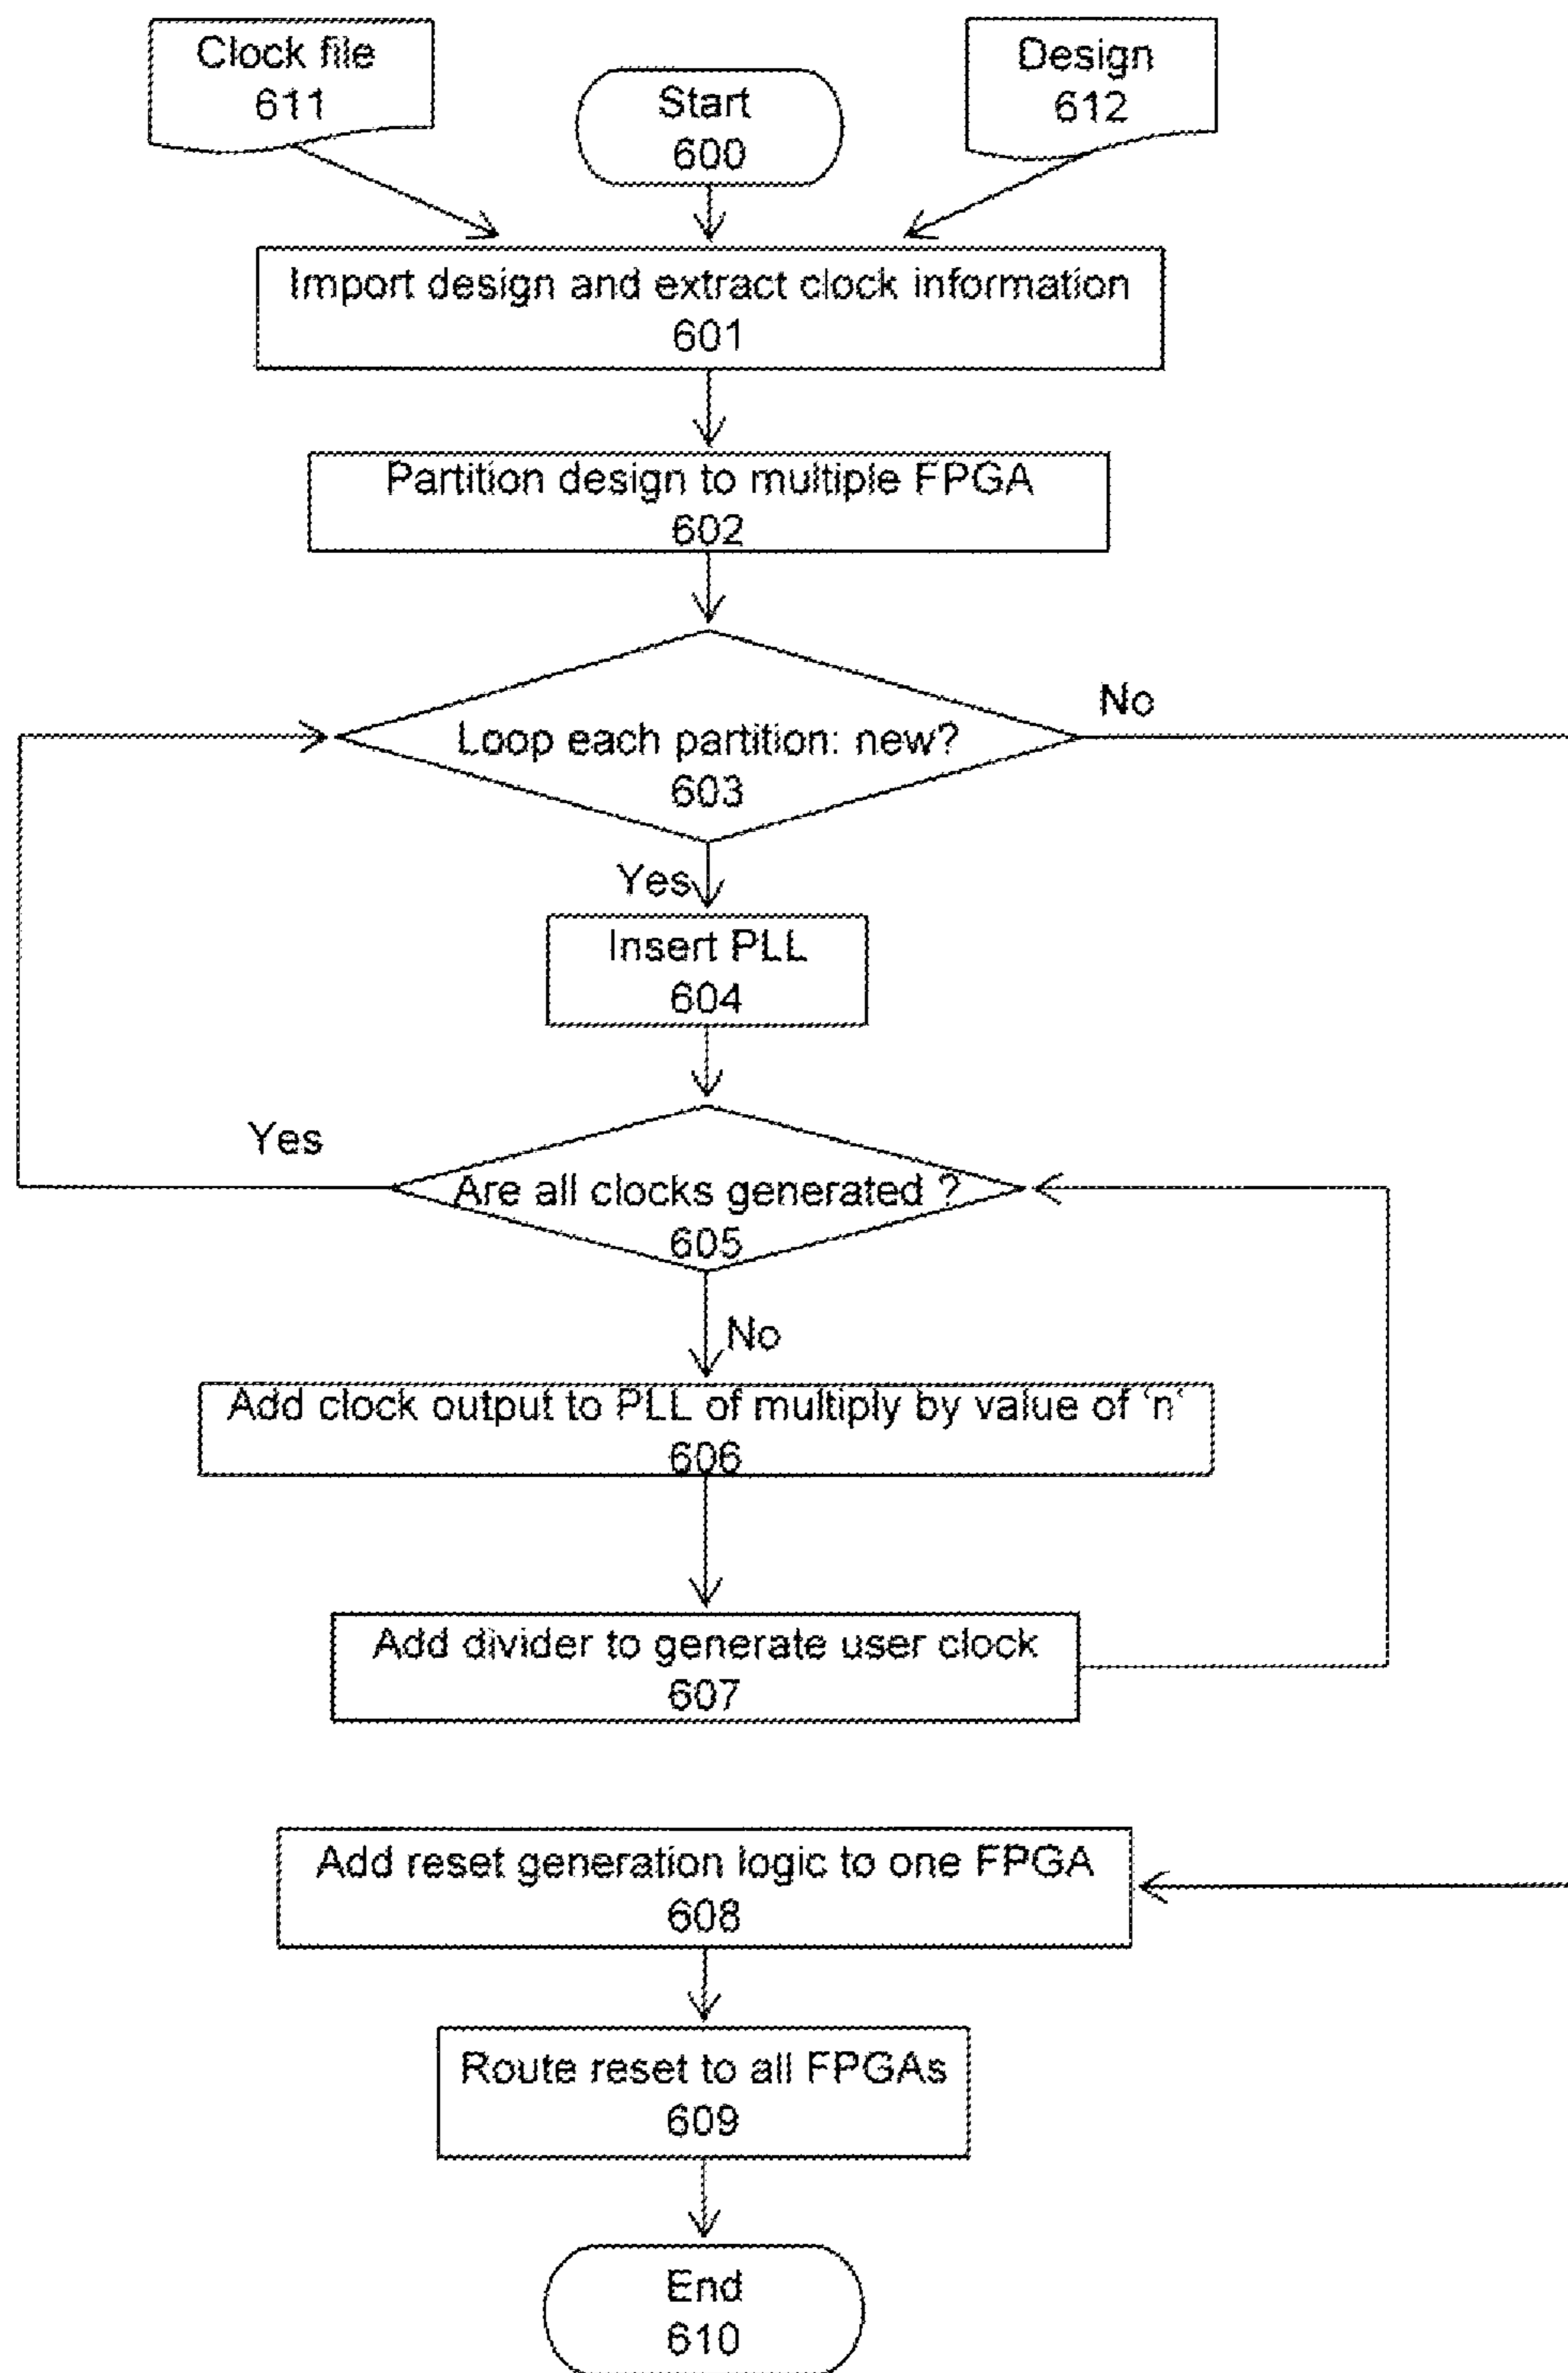 Clock file
611
Start
600
Design
612
Import design and extract clock information
601
Partition design to multiple FPGA
602
No
Loop each partition: new?
603
Yes
Insert PLL
604
Yes
Are all clocks generated ?
605
No
Add clock output to PLL of multiply by value of ‘n‘
606
Add divider to generate user clock
607
Add reset generation logic to one FPGA
608
Route reset to all FPGAs
609
End
610